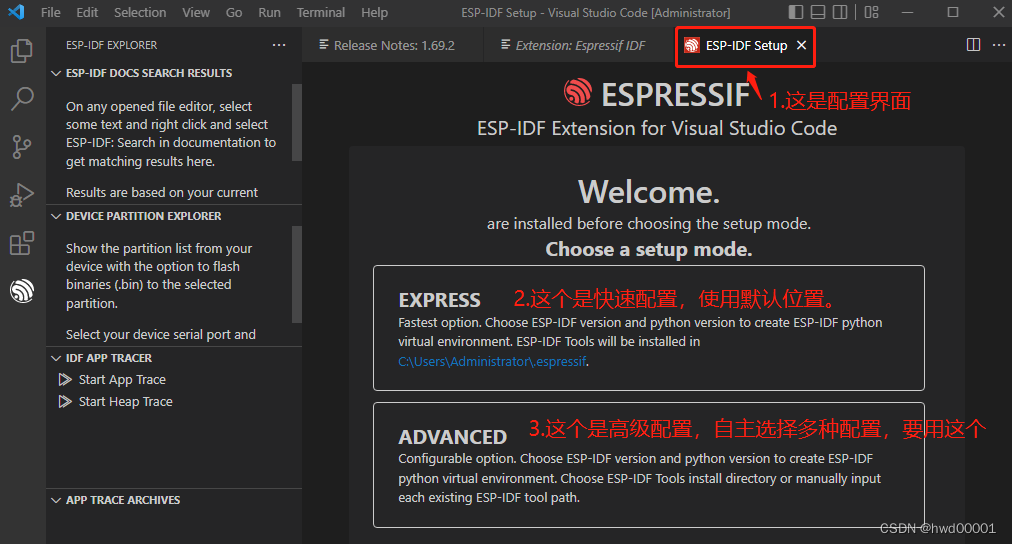 File Edit Selection View Go Run Terminal Help ESP-IDF Setup - Visual Studio Code [Administrator]
ESP-IDF EXPLORER
Release Notes: 1.69.2 Extension: Espressif IDF ESP-IDF Setup
ESP-IDF DOCS SEARCH RESULTS
On any opened file editor, select
some text and right click and select
ESP-IDF: Search in documentation to
get matching results here.
Results are based on your current
DEVICE PARTITION EXPLORER
Show the partition list from your
device with the option to flash
binaries (.bin) to the selected
partition.
Select your device serial port and
IDF APP TRACER
Start App Trace
Start Heap Trace
APP TRACE ARCHIVES
ESPRESSIF
1.这是配置界面
ESP-IDF Extension for Visual Studio Code
Welcome.
are installed before choosing the setup mode.
Choose a setup mode.
EXPRESS 2.这个是快速配置，使用默认位置。
Fastest option. Choose ESP-IDF version and python version to create ESP-IDF python
virtual environment. ESP-IDF Tools will be installed in
C:\Users\Administrator\.espressif.
ADVANCED 3.这个是高级配置，自主选择多种配置，要用这个
Configurable option. Choose ESP-IDF version and python version to create ESP-IDF
python virtual environment. Choose ESP-IDF Tools install directory or manually input
each existing ESP-IDF tool path.
CSDN @hwd00001